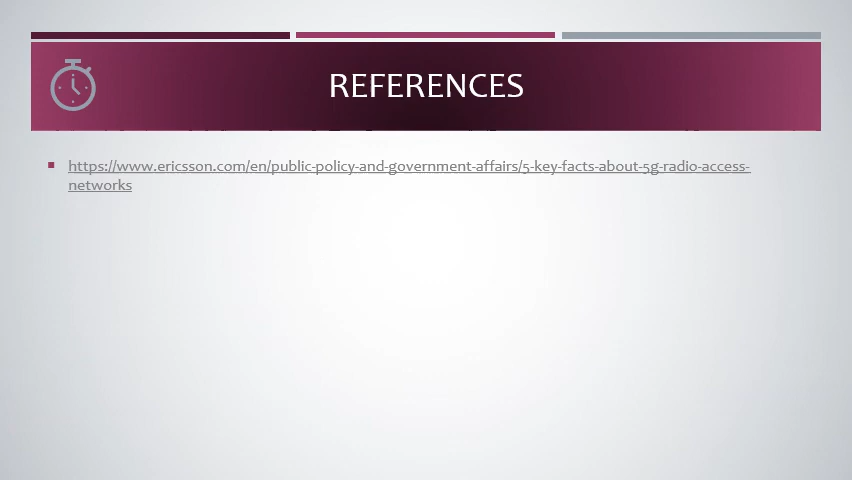 REFERENCES
https://www.ericsson.com/en/public-policy-and-government-affairs/5-key-facts-about-5g-radio-access-
networks